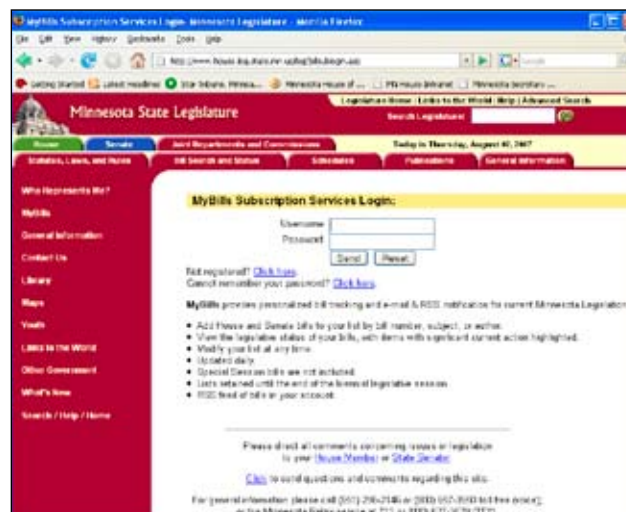 MyBills Subscription Services Login- Minnesota Legislature - Mozilla Firefox
File Edit View History Bookmarks Tools Help
Getting Started Latest Headlines Star Tribune, Minnea... Minnesota House of ...
Legislature Home | Links to the World | Help | Advanced Search
Minnesota State Legislature
Search Legislature:
House Senate Joint Departments and Commissions
Statutes, Laws, and Rules Bill Search and Status Schedules Publications General Information
Who Represents Me?
MyBills
General Information
Contact Us
Library
Maps
Youth
Links to the World
Other Government
What's New
Search / Help / Home
MyBills Subscription Services Login:
Username
Password
Send Reset
Not registered? Click here.
Cannot remember your password? Click here.
MyBills provides personalized bill tracking and e-mail & RSS notification for current Minnesota Legislation
• Add House and Senate bills to your list by bill number, subject, or author.
• View the legislative status of your bills, with items with significant current action highlighted.
• Modify your list at any time.
• Updated daily.
• Special Session bills are not included.
• Lists retained until the end of the biennial legislative session.
• RSS feed of bills in your account.
Please direct all comments concerning issues or legislation
to your House Member or State Senator.
Click to send questions and comments regarding this site.
For general information please call